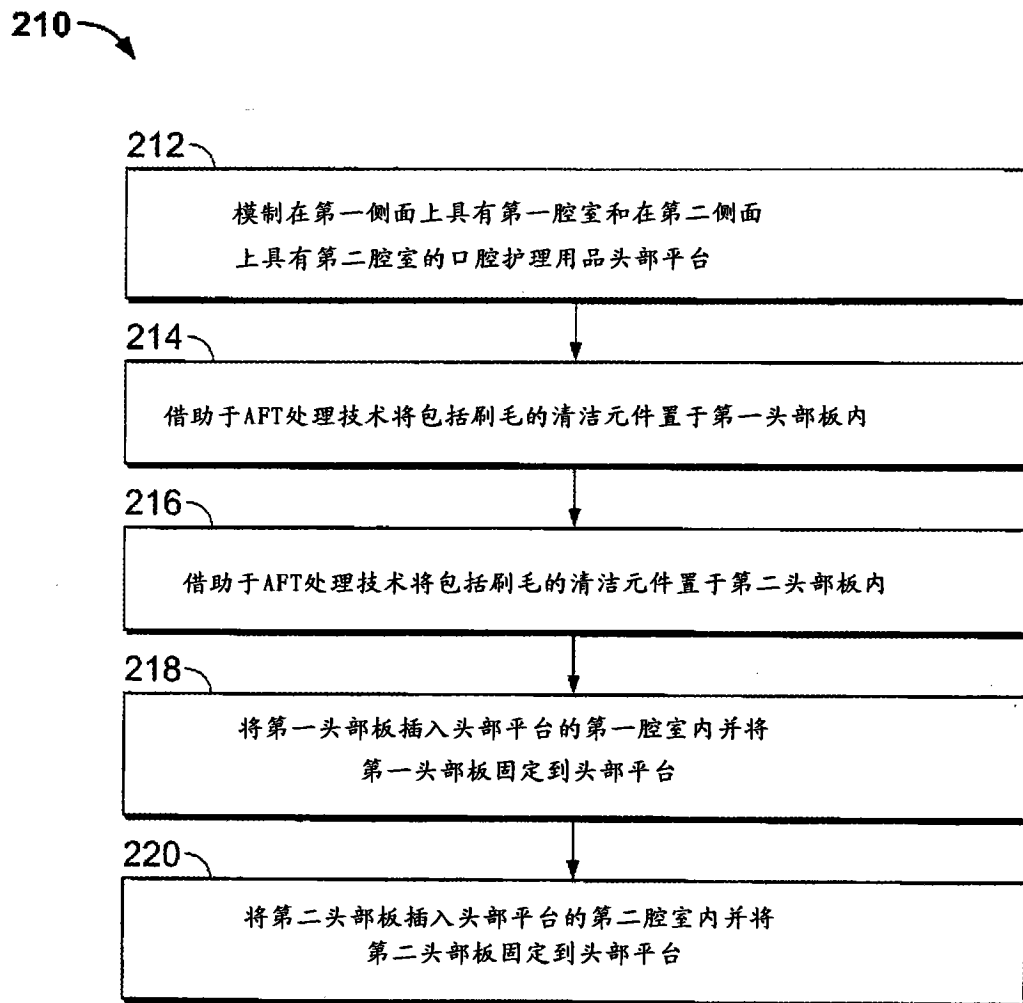 210
212
模制在第一侧面上具有第一腔室和在第二侧面
上具有第二腔室的口腔护理用品头部平台
214
借助于AFT处理技术将包括刷毛的清洁元件置于第一头部板内
216
借助于AFT处理技术将包括刷毛的清洁元件置于第二头部板内
218
将第一头部板插入头部平台的第一腔室内并将
第一头部板固定到头部平台
220
将第二头部板插入头部平台的第二腔室内并将
第二头部板固定到头部平台